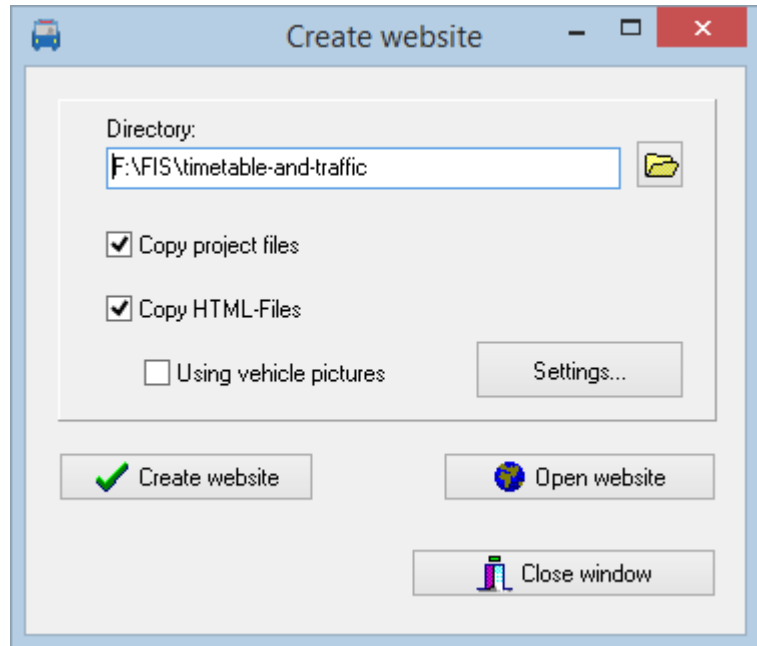 Create website
Directory:
F:\FIS\timetable-and-traffic
Copy project files
Copy HTML-Files
Using vehicle pictures
Settings...
Create website
Open website
Close window